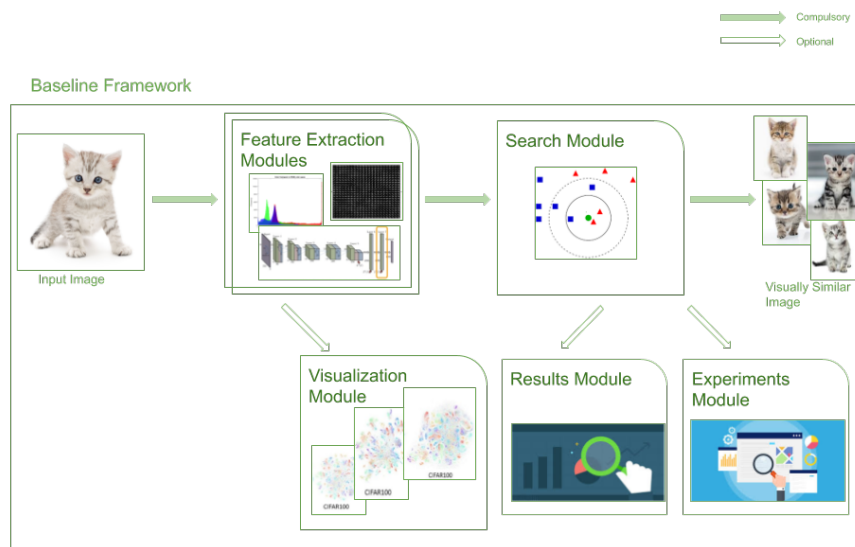 Compulsory
Optional
Baseline Framework
Feature Extraction
Modules
Search Module
Input Image
Visually Similar
Image
Visualization
Module
CIFAR100
CIFAR100
CIFAR100
Results Module
Experiments
Module